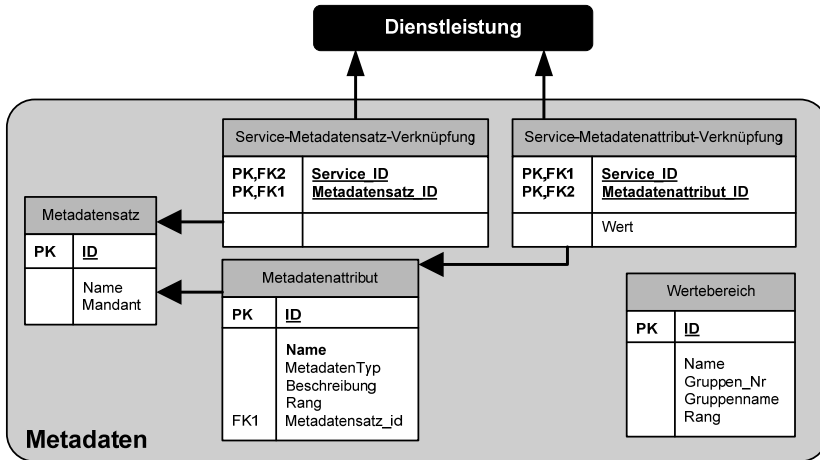 Dienstleistung
Service-Metadatensatz-Verknüpfung
PK,FK2 Service_ID
PK,FK1 Metadatensatz_ID
Service-Metadatenattribut-Verknüpfung
PK,FK1 Service_ID
PK,FK2 Metadatenattribut_ID
Wert
Metadatensatz
PK ID
Name
Mandant
Metadatenattribut
PK ID
Name
MetadatenTyp
Beschreibung
Rang
FK1 Metadatensatz_id
Wertebereich
PK ID
Name
Gruppen_Nr
Gruppenname
Rang
Metadaten